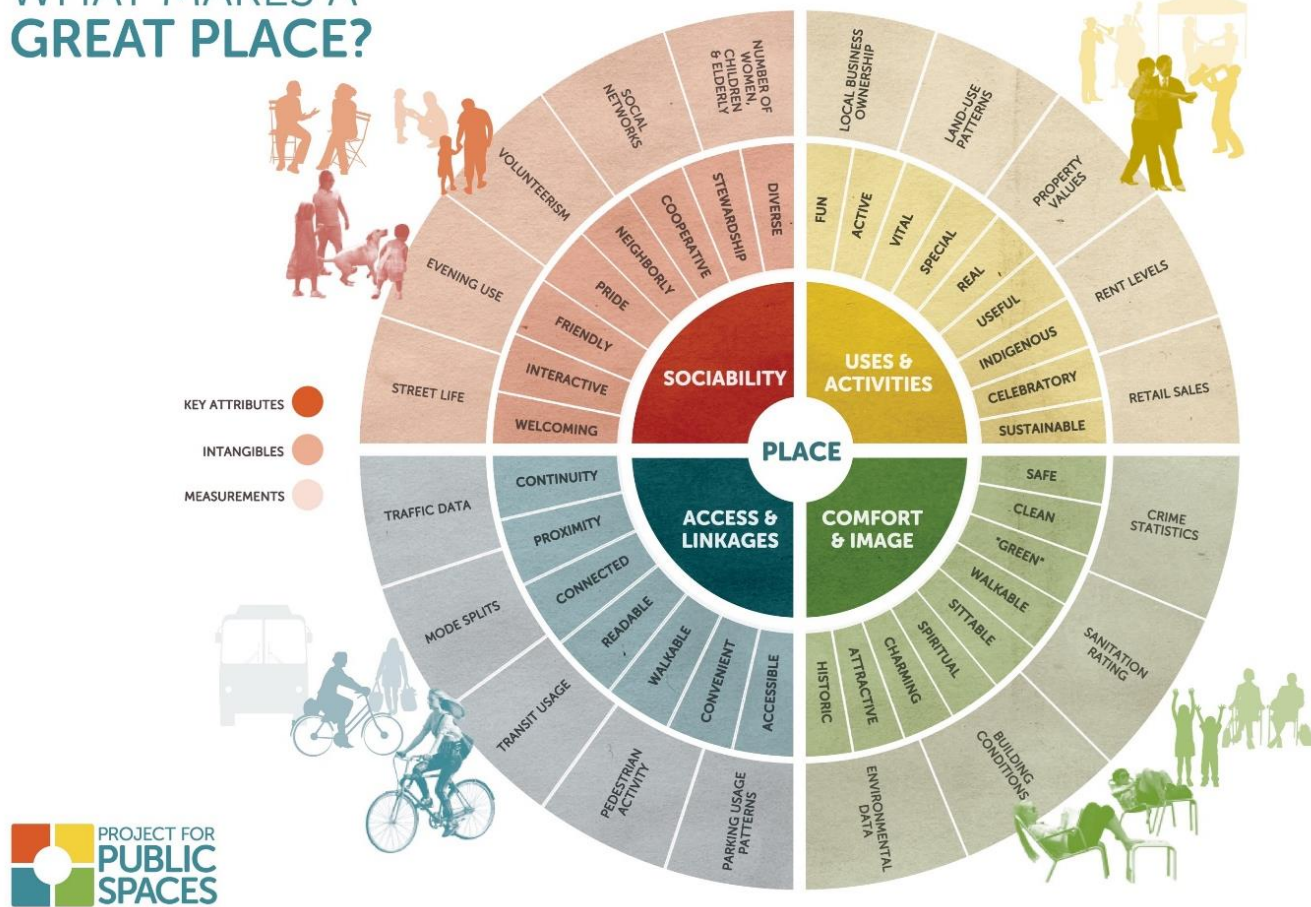 WHAT MAKES A
GREAT PLACE?
KEY ATTRIBUTES
INTANGIBLES
MEASUREMENTS
PLACE
SOCIABILITY
USES &
ACTIVITIES
ACCESS &
LINKAGES
COMFORT
& IMAGE
WELCOMING
INTERACTIVE
FRIENDLY
PRIDE
NEIGHBORLY
COOPERATIVE
STEWARDSHIP
DIVERSE
STREET LIFE
EVENING USE
VOLUNTEERISM
SOCIAL
NETWORKS
NUMBER OF
WOMEN,
CHILDREN
& ELDERLY
FUN
ACTIVE
VITAL
SPECIAL
REAL
USEFUL
INDIGENOUS
CELEBRATORY
SUSTAINABLE
LOCAL BUSINESS
OWNERSHIP
LAND-USE
PATTERNS
PROPERTY
VALUES
RENT LEVELS
RETAIL SALES
SAFE
CLEAN
"GREEN"
WALKABLE
SITTABLE
SPIRITUAL
CHARMING
ATTRACTIVE
HISTORIC
CRIME
STATISTICS
SANITATION
RATING
BUILDING
CONDITIONS
ENVIRONMENTAL
DATA
CONTINUITY
PROXIMITY
CONNECTED
READABLE
WALKABLE
CONVENIENT
ACCESSIBLE
TRAFFIC DATA
MODE SPLITS
TRANSIT USAGE
PEDESTRIAN
ACTIVITY
PARKING USAGE
PATTERNS
PROJECT FOR
PUBLIC
SPACES